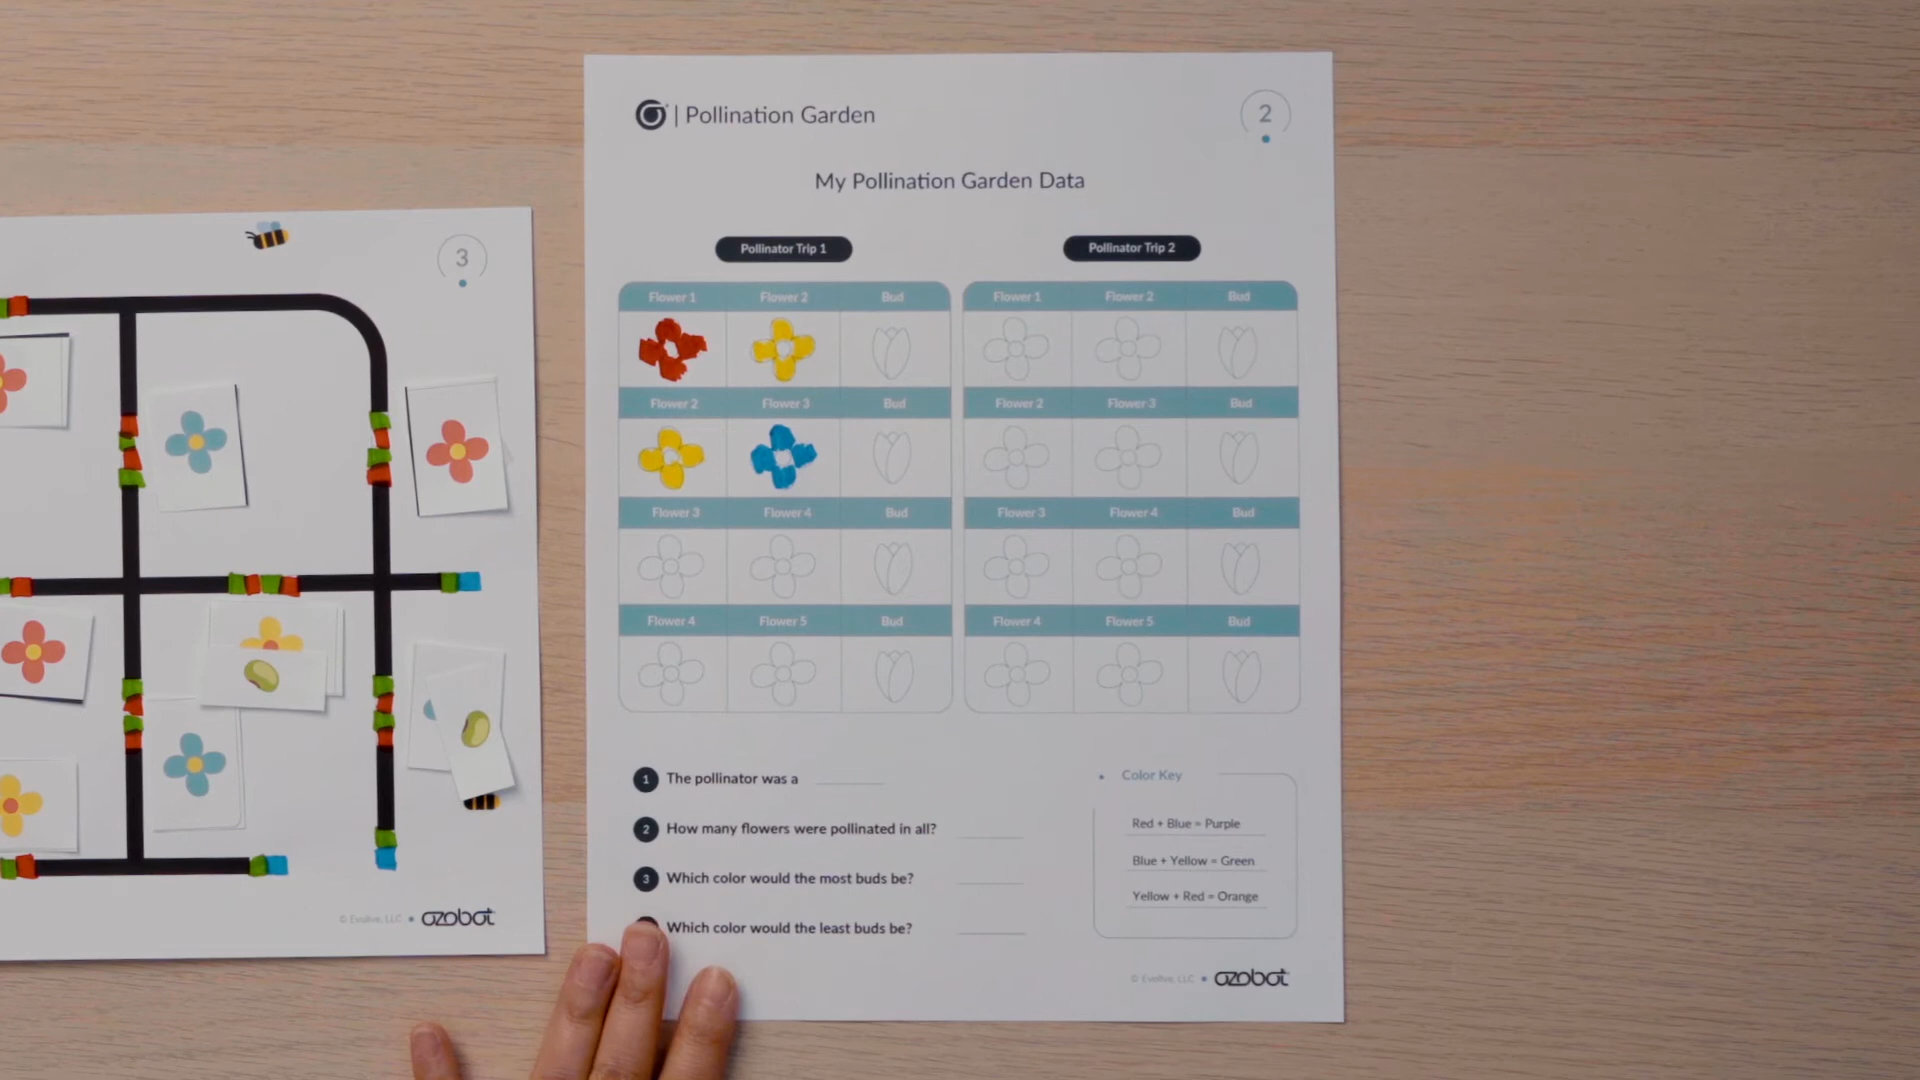 3
© Evollve, LLC • ozobot
| Pollination Garden
2
My Pollination Garden Data
Pollinator Trip 1
Pollinator Trip 2
Flower 1 Flower 2 Bud
Flower 1 Flower 2 Bud
Flower 2 Flower 3 Bud
Flower 2 Flower 3 Bud
Flower 3 Flower 4 Bud
Flower 3 Flower 4 Bud
Flower 4 Flower 5 Bud
Flower 4 Flower 5 Bud
1 The pollinator was a
2 How many flowers were pollinated in all?
3 Which color would the most buds be?
Which color would the least buds be?
Color Key
Red + Blue = Purple
Blue + Yellow = Green
Yellow + Red = Orange
© Evollve, LLC • ozobot